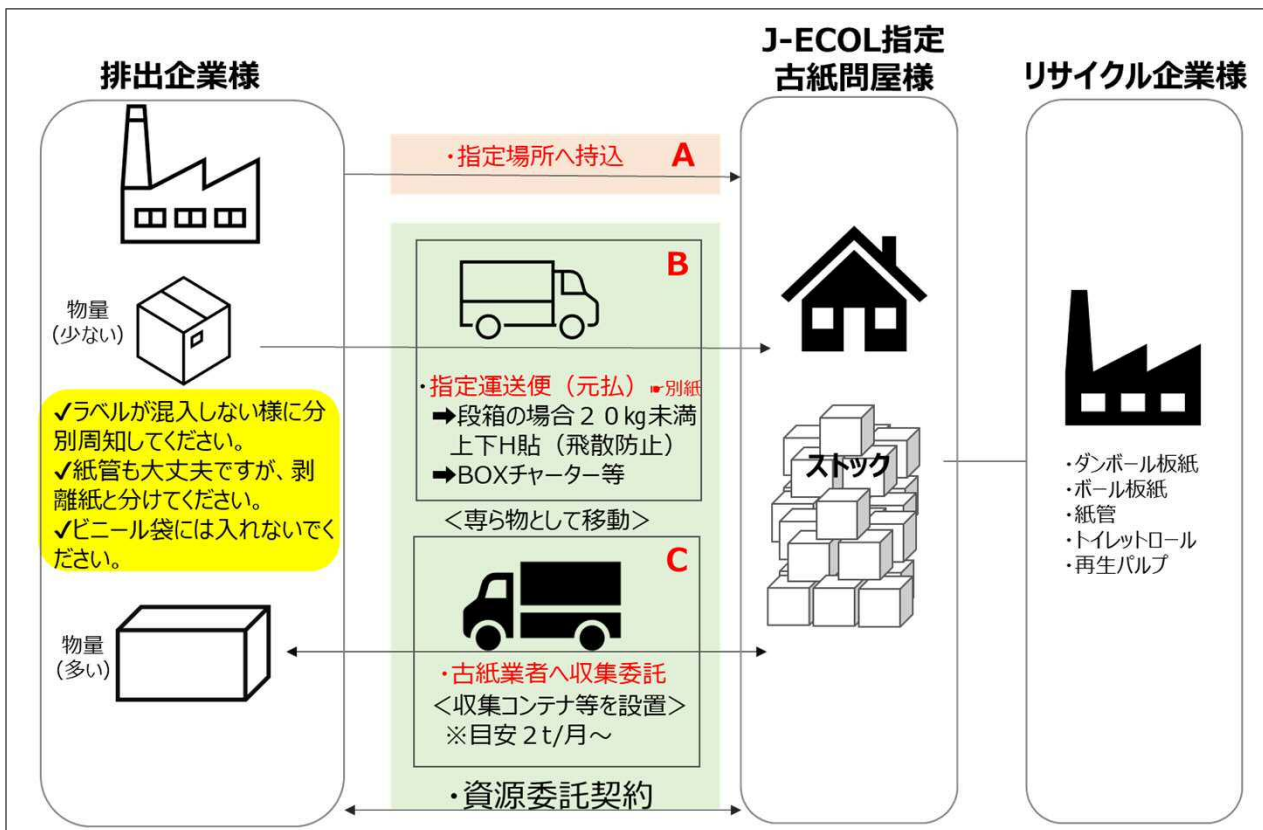 排出企業様
J-ECOL指定
古紙問屋様
リサイクル企業様
・指定場所へ持込 A
B
物量
(少ない)
・指定運送便（元払）☛別紙
➡段箱の場合２０㎏未満
上下H貼（飛散防止）
➡BOXチャーター等
＜専ら物として移動＞
✓ラベルが混入しない様に分
別周知してください。
✓紙管も大丈夫ですが、剥
離紙と分けてください。
✓ビニール袋には入れないでく
ださい。
C
物量
(多い)
・古紙業者へ収集委託
＜収集コンテナ等を設置＞
※目安２t/月～
・資源委託契約
ストック
・ダンボール板紙
・ボール板紙
・紙管
・トイレットロール
・再生パルプ